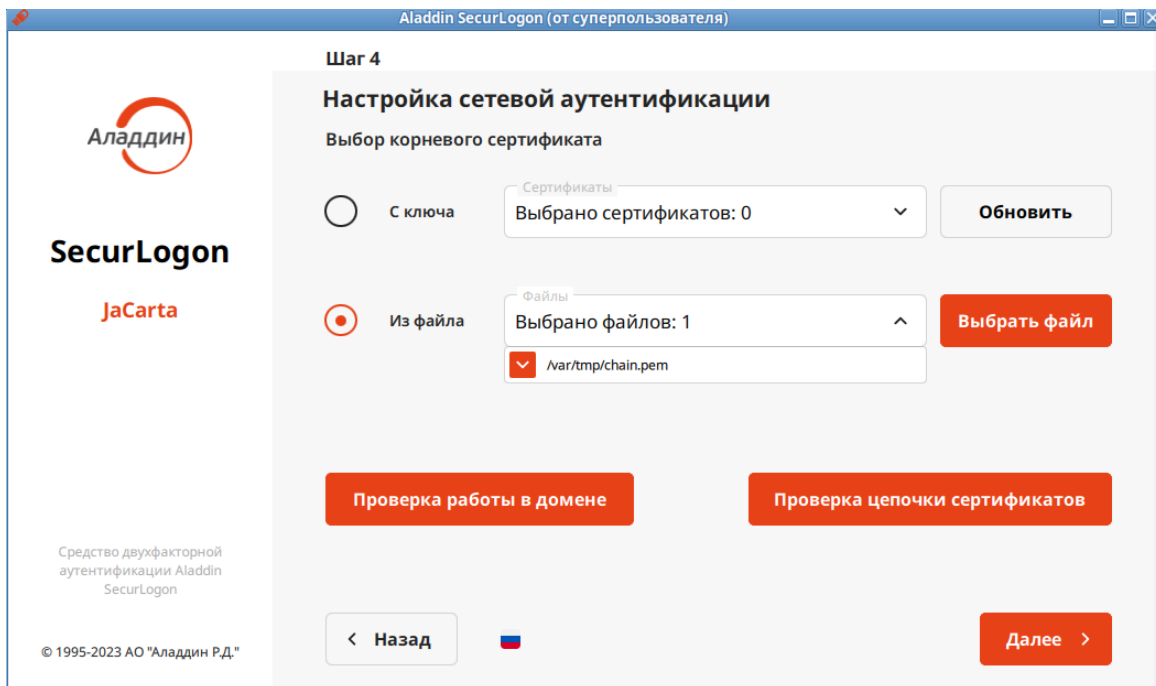 Aladdin SecurLogon (от суперпользователя)
Шаг 4
Настройка сетевой аутентификации
Выбор корневого сертификата
Аладдин
SecurLogon
JaCarta
С ключа
Сертификаты
Выбрано сертификатов: 0
Обновить
Из файла
Файлы
Выбрано файлов: 1
Выбрать файл
/var/tmp/chain.pem
Проверка работы в домене
Проверка цепочки сертификатов
Средство двухфакторной
аутентификации Aladdin
SecurLogon
© 1995-2023 АО "Аладдин Р.Д."
Назад
Далее